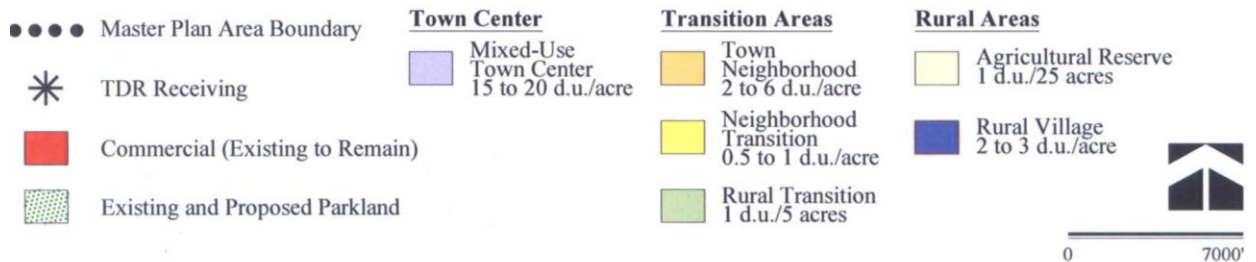 Master Plan Area Boundary
TDR Receiving
Commercial (Existing to Remain)
Existing and Proposed Parkland
Town Center
Mixed-Use
Town Center
15 to 20 d.u./acre
Transition Areas
Town
Neighborhood
2 to 6 d.u./acre
Neighborhood
Transition
0.5 to 1 d.u./acre
Rural Transition
1 d.u./5 acres
Rural Areas
Agricultural Reserve
1 d.u./25 acres
Rural Village
2 to 3 d.u./acre
0 7000'